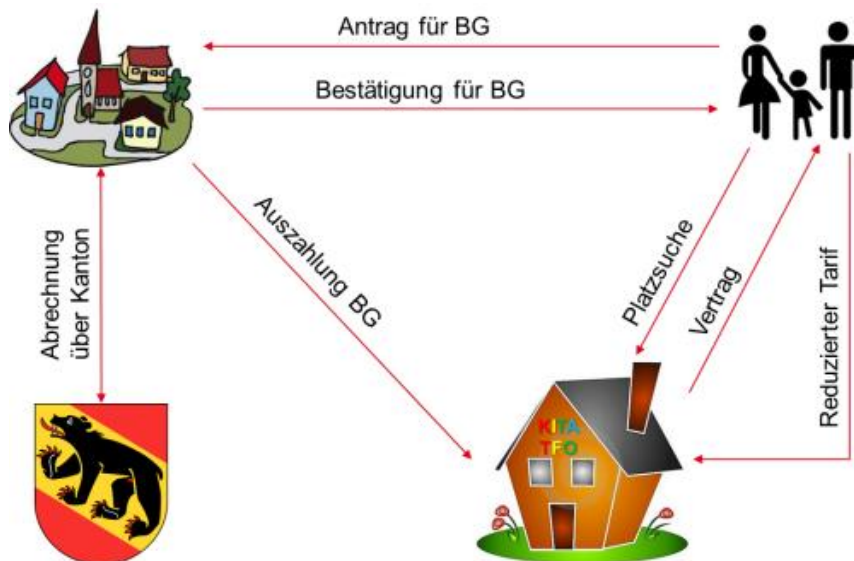 Antrag für BG
Bestätigung für BG
Auszahlung BG
Abrechnung
über Kanton
Platzsuche
Vertrag
Reduzierter Tarif
KITA
TFO